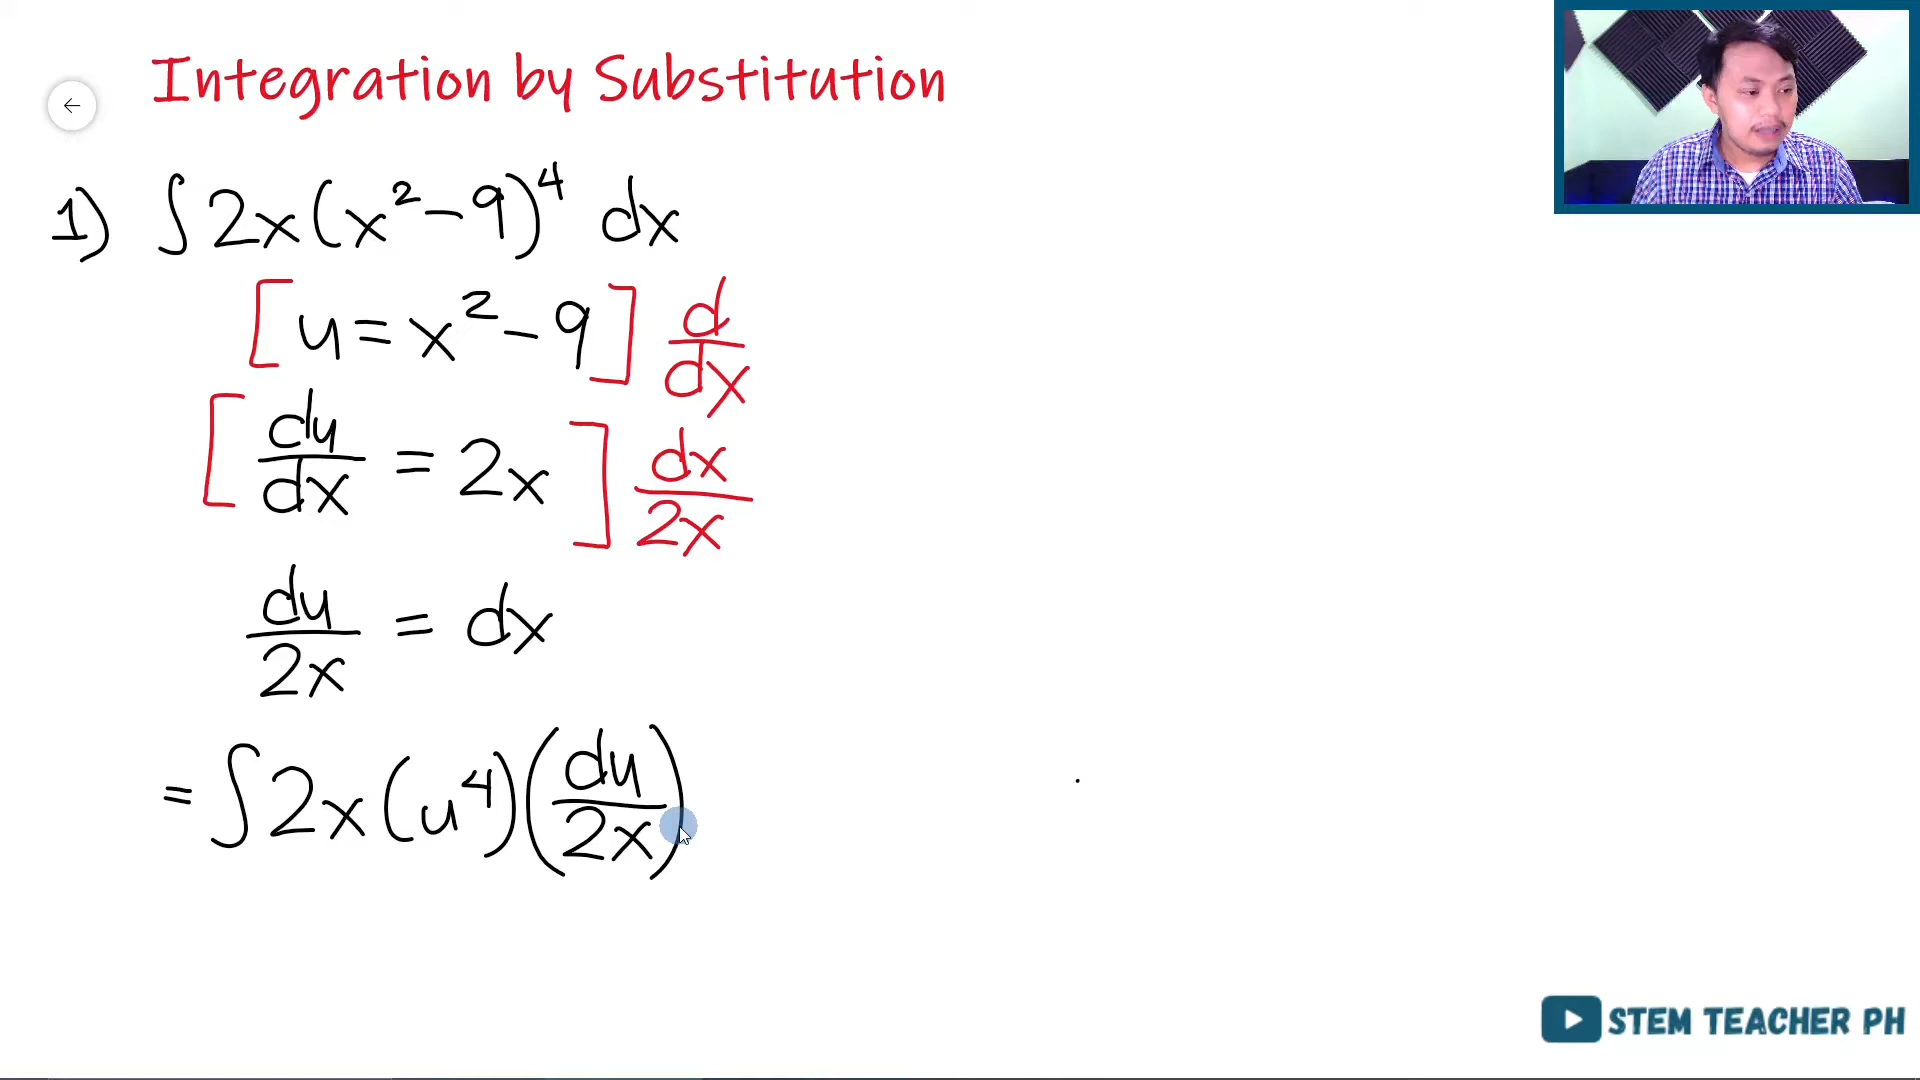 Integration by Substitution
1) ∫ 2x(x²-9)⁴ dx
[u = x²-9] d/dx
[du/dx = 2x] dx/2x
du/2x = dx
= ∫ 2x(u⁴)(du/2x)
STEM TEACHER PH